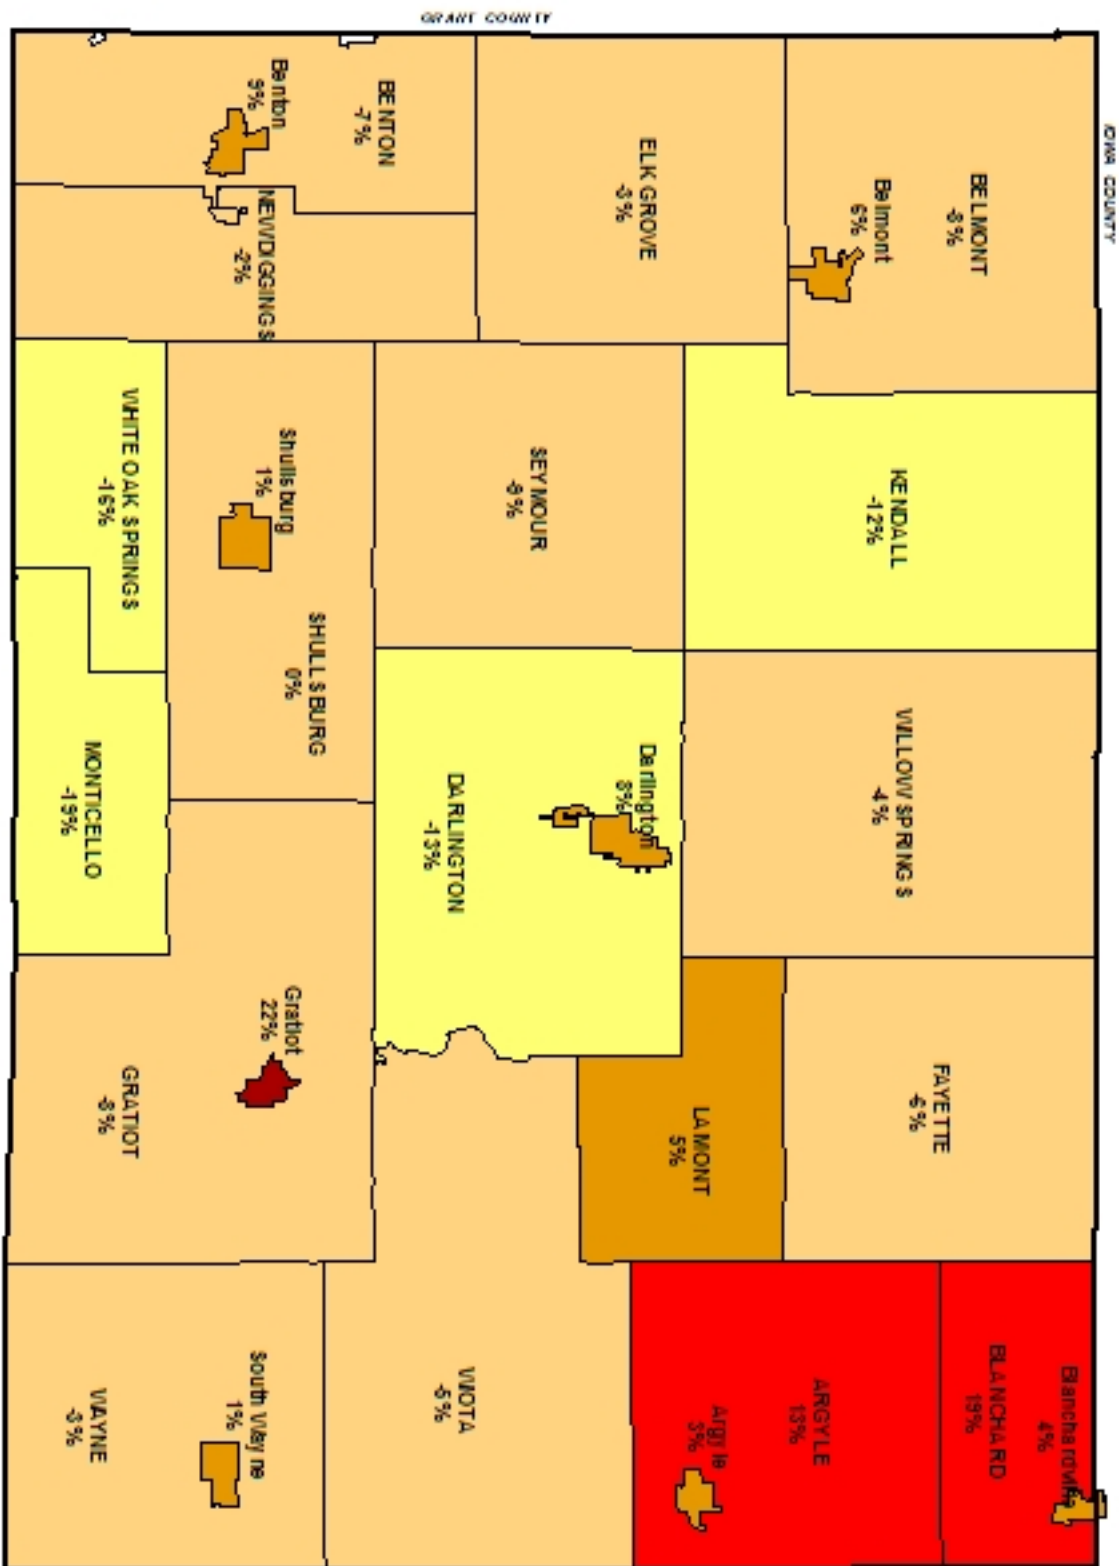 IOWA COUNTY
GRANT COUNTY
BELMONT
-8%
Belmont
6%
KENDALL
-12%
WILLOW SPRINGS
-4%
FAYETTE
-6%
Blanchardville
4%
BLANCHARD
19%
ARGYLE
13%
Argyle
3%
ELK GROVE
-3%
SEYMOUR
Darlington
DARLINGTON
-13%
LAMONT
5%
WIOTA
BENTON
-7%
Benton
9%
NEW DIGGINGS
-2%
Shullsburg
1%
SHULLSBURG
0%
Gratiot
22%
GRATIOT
-8%
South Wayne
1%
WAYNE
-3%
WHITE OAK SPRINGS
-16%
MONTICELLO
-19%